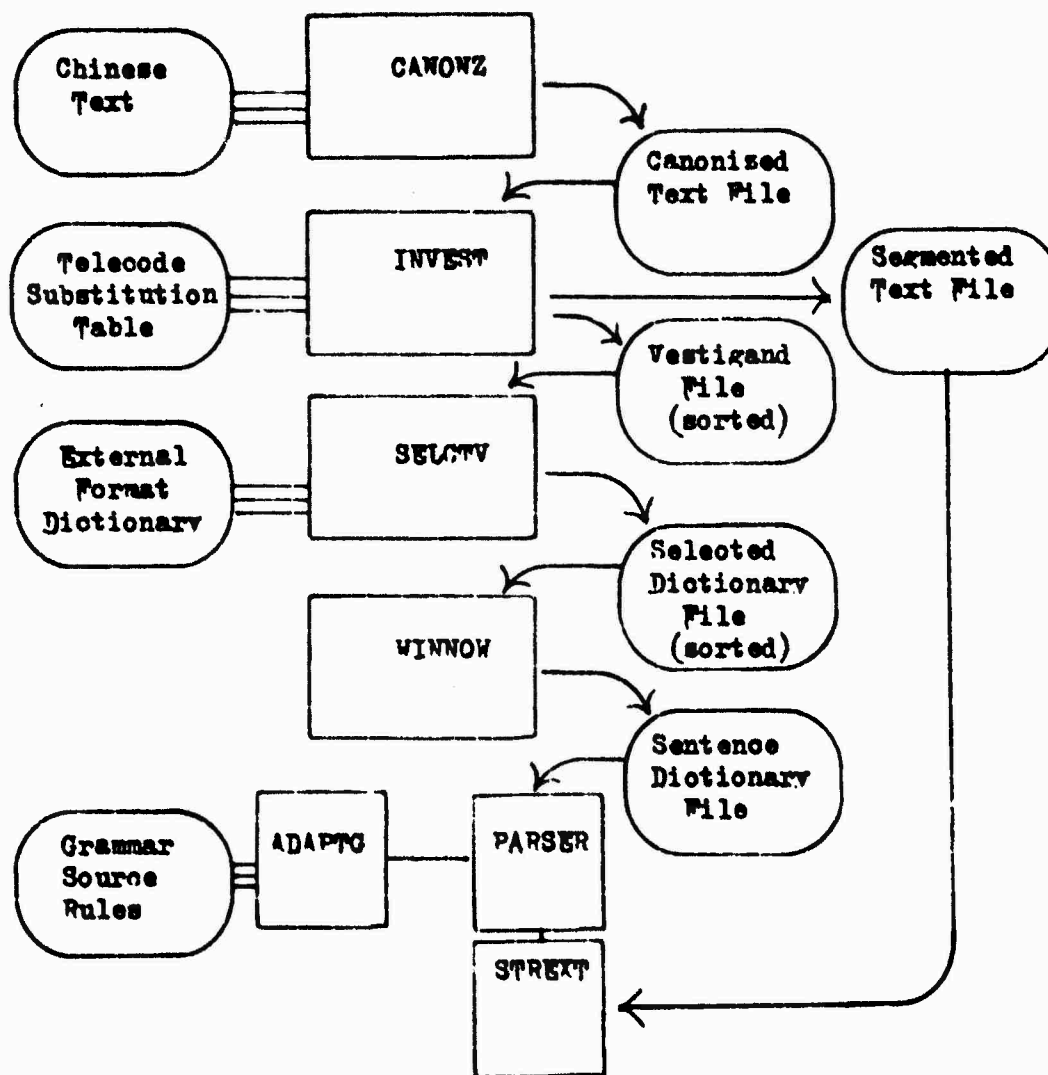 Chinese
Text
CANONZ
Canonized
Text File
Telecode
Substitution
Table
INVEST
Segmented
Text File
Vestigand
File
(sorted)
External
Format
Dictionary
SELCTV
Selected
Dictionary
File
(sorted)
WINNOW
Sentence
Dictionary
File
Grammar
Source
Rules
ADAPTG
PARSER
STREXT